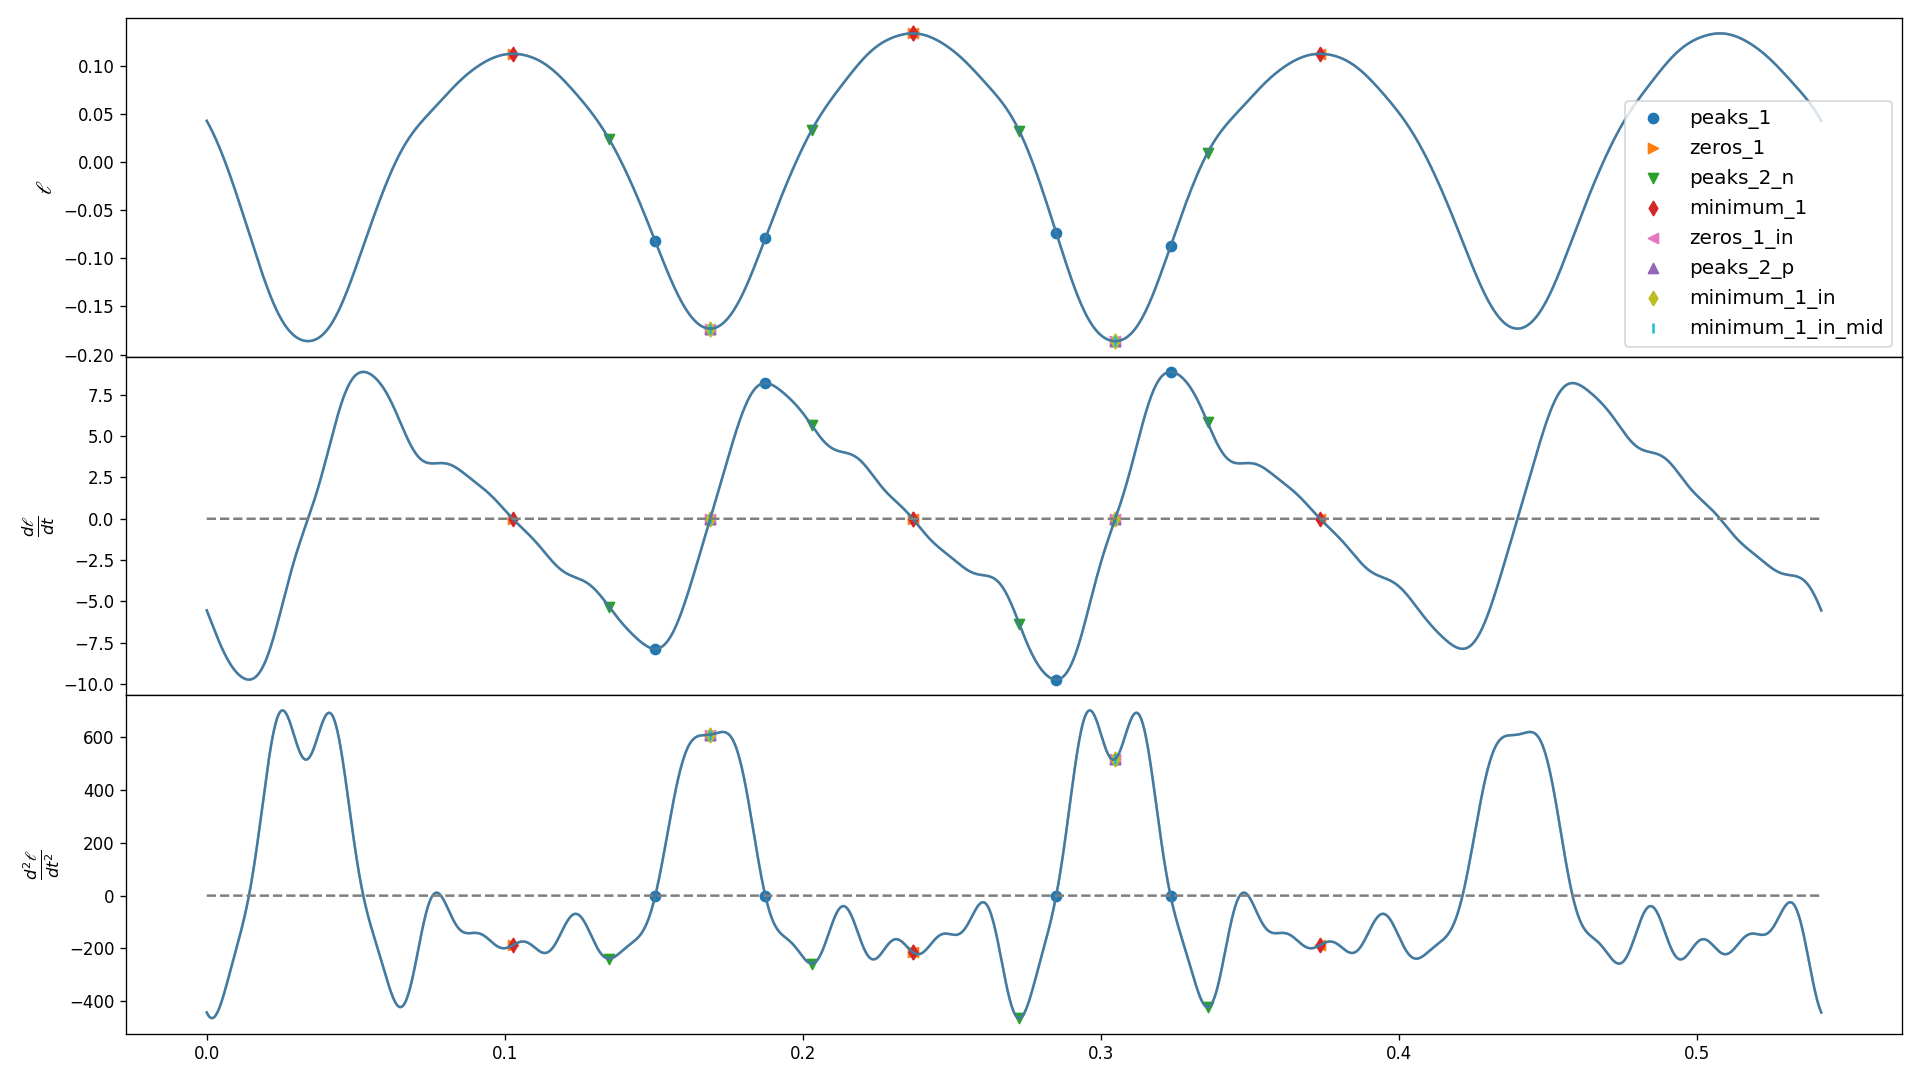 0.10
0.05
0.00
−0.05
−0.10
−0.15
−0.20
ℓ
peaks_1
zeros_1
peaks_2_n
minimum_1
zeros_1_in
peaks_2_p
minimum_1_in
minimum_1_in_mid
7.5
5.0
2.5
0.0
−2.5
−5.0
−7.5
−10.0
dℓ
dt
600
400
200
0
−200
−400
d²ℓ
dt²
0.0 0.1 0.2 0.3 0.4 0.5